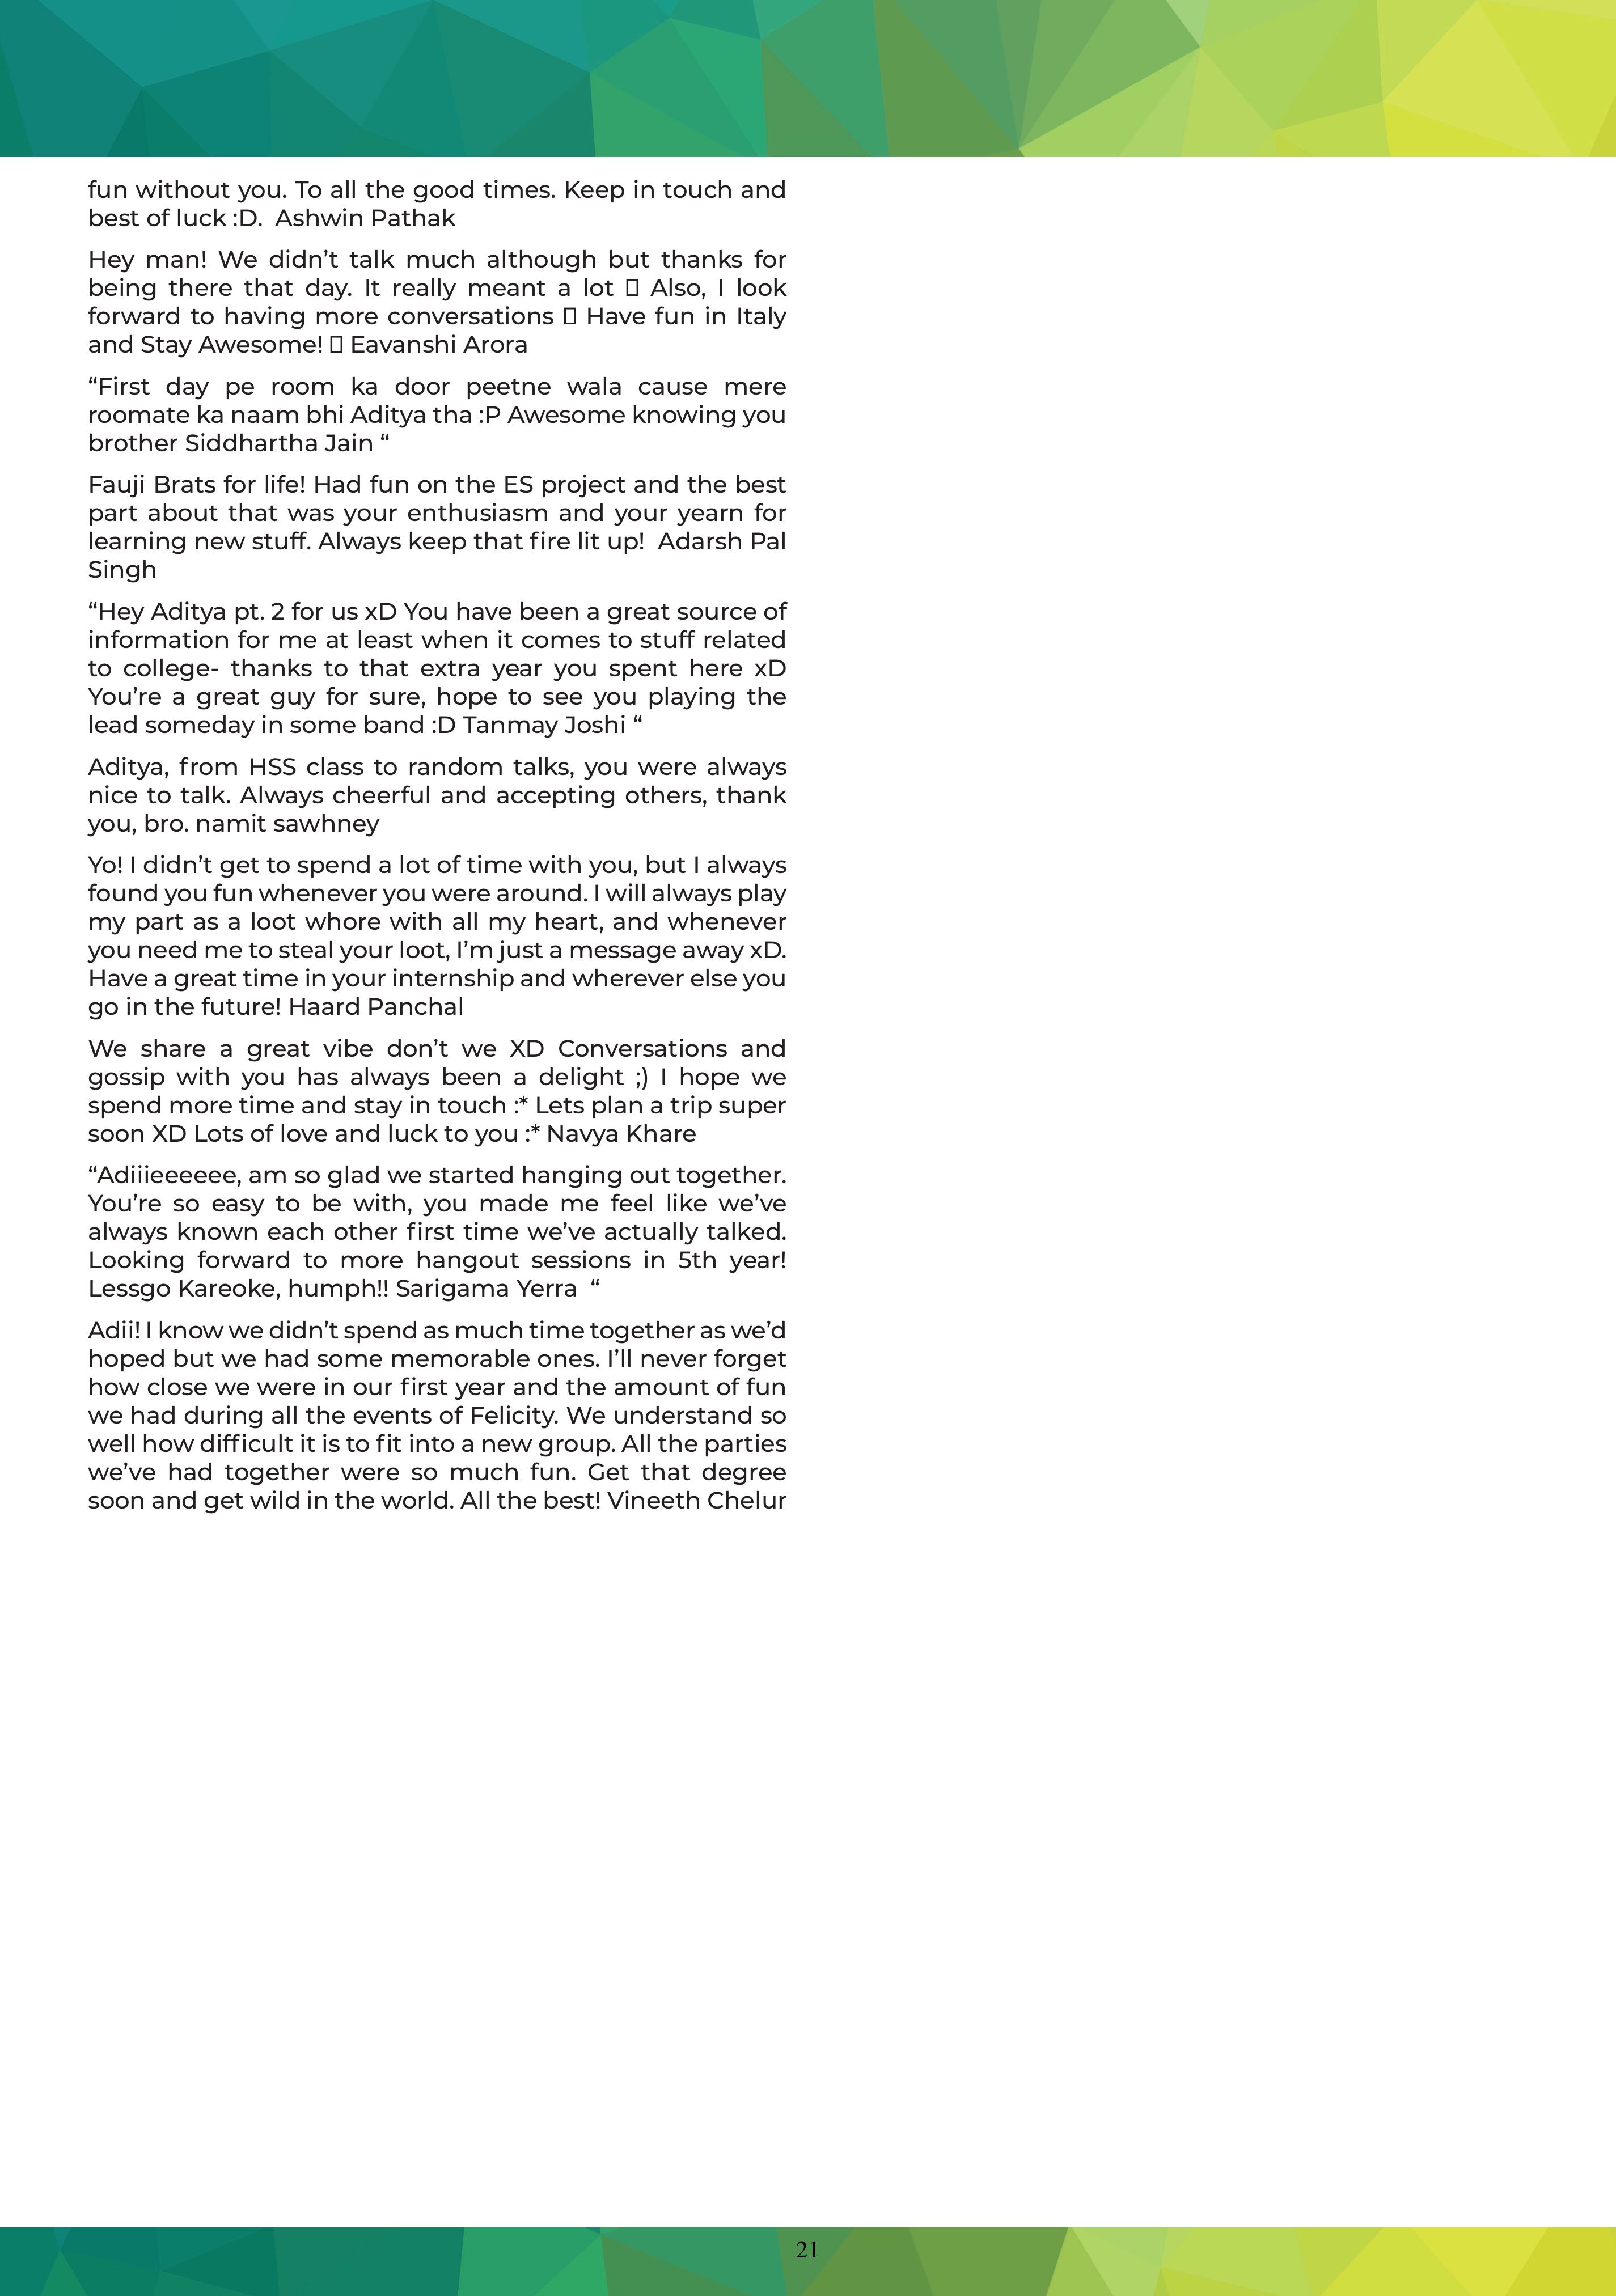 fun without you. To all the good times. Keep in touch and
best of luck :D.  Ashwin Pathak
Hey man! We didn’t talk much although but thanks for
being there that day. It really meant a lot ▯ Also, I look
forward to having more conversations ▯ Have fun in Italy
and Stay Awesome! ▯ Eavanshi Arora
“First day pe room ka door peetne wala cause mere
roomate ka naam bhi Aditya tha :P Awesome knowing you
brother Siddhartha Jain “
Fauji Brats for life! Had fun on the ES project and the best
part about that was your enthusiasm and your yearn for
learning new stuff. Always keep that fire lit up!  Adarsh Pal
Singh
“Hey Aditya pt. 2 for us xD You have been a great source of
information for me at least when it comes to stuff related
to college- thanks to that extra year you spent here xD
You’re a great guy for sure, hope to see you playing the
lead someday in some band :D Tanmay Joshi “
Aditya, from HSS class to random talks, you were always
nice to talk. Always cheerful and accepting others, thank
you, bro. namit sawhney
Yo! I didn’t get to spend a lot of time with you, but I always
found you fun whenever you were around. I will always play
my part as a loot whore with all my heart, and whenever
you need me to steal your loot, I’m just a message away xD.
Have a great time in your internship and wherever else you
go in the future! Haard Panchal
We share a great vibe don’t we XD Conversations and
gossip with you has always been a delight ;) I hope we
spend more time and stay in touch :* Lets plan a trip super
soon XD Lots of love and luck to you :* Navya Khare
“Adiiieeeeee, am so glad we started hanging out together.
You’re so easy to be with, you made me feel like we’ve
always known each other first time we’ve actually talked.
Looking forward to more hangout sessions in 5th year!
Lessgo Kareoke, humph!! Sarigama Yerra  “
Adii! I know we didn’t spend as much time together as we’d
hoped but we had some memorable ones. I’ll never forget
how close we were in our first year and the amount of fun
we had during all the events of Felicity. We understand so
well how difficult it is to fit into a new group. All the parties
we’ve had together were so much fun. Get that degree
soon and get wild in the world. All the best! Vineeth Chelur
21